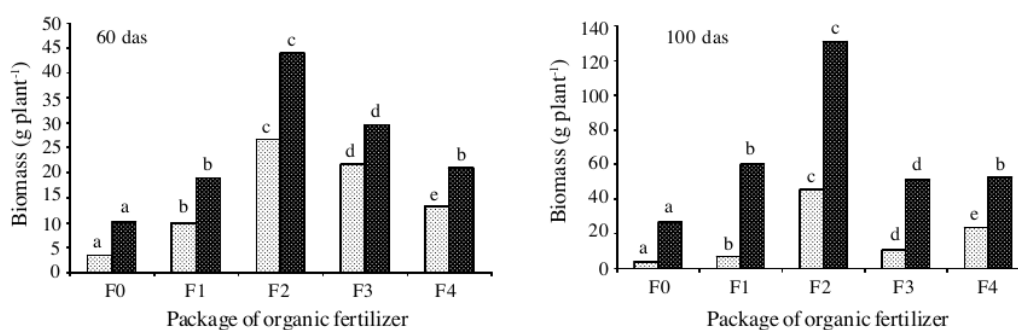 60 das
50
45
40
35
30
25
20
15
10
5
0
Biomass (g plant-1)
a
a
b
b
c
c
d
d
e
b
F0 F1 F2 F3 F4
Package of organic fertilizer
100 das
140
120
100
80
60
40
20
0
Biomass (g plant-1)
a
a
b
b
c
c
d
d
e
b
F0 F1 F2 F3 F4
Package of organic fertilizer